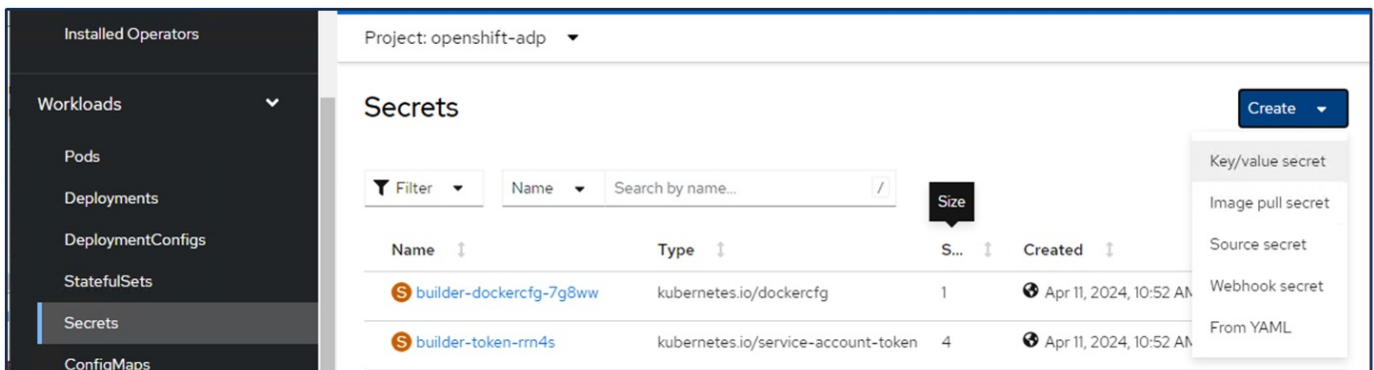 Installed Operators
Project: openshift-adp
Workloads
Secrets
Create
Pods
Key/value secret
Filter
Name
Search by name...
/
Size
Image pull secret
Deployments
DeploymentConfigs
Name
Type
S...
Created
Source secret
StatefulSets
S builder-dockercfg-7g8ww
kubernetes.io/dockercfg
1
Apr 11, 2024, 10:52 AM
Webhook secret
Secrets
From YAML
ConfigMaps
S builder-token-rrn4s
kubernetes.io/service-account-token
4
Apr 11, 2024, 10:52 AM